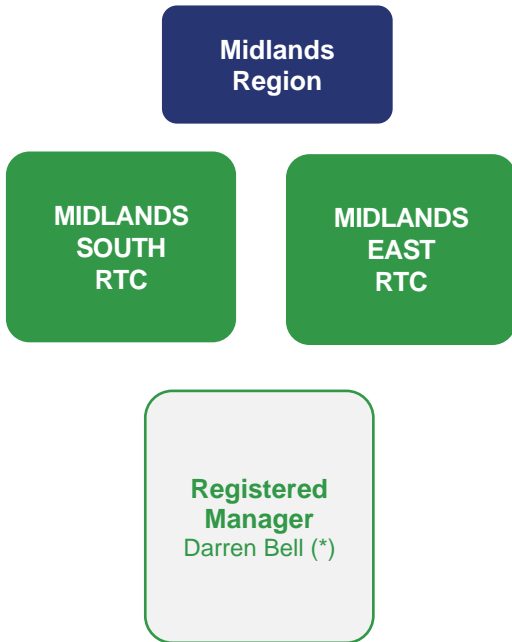 Midlands
Region
MIDLANDS
SOUTH
RTC
MIDLANDS
EAST
RTC
Registered
Manager
Darren Bell (*)